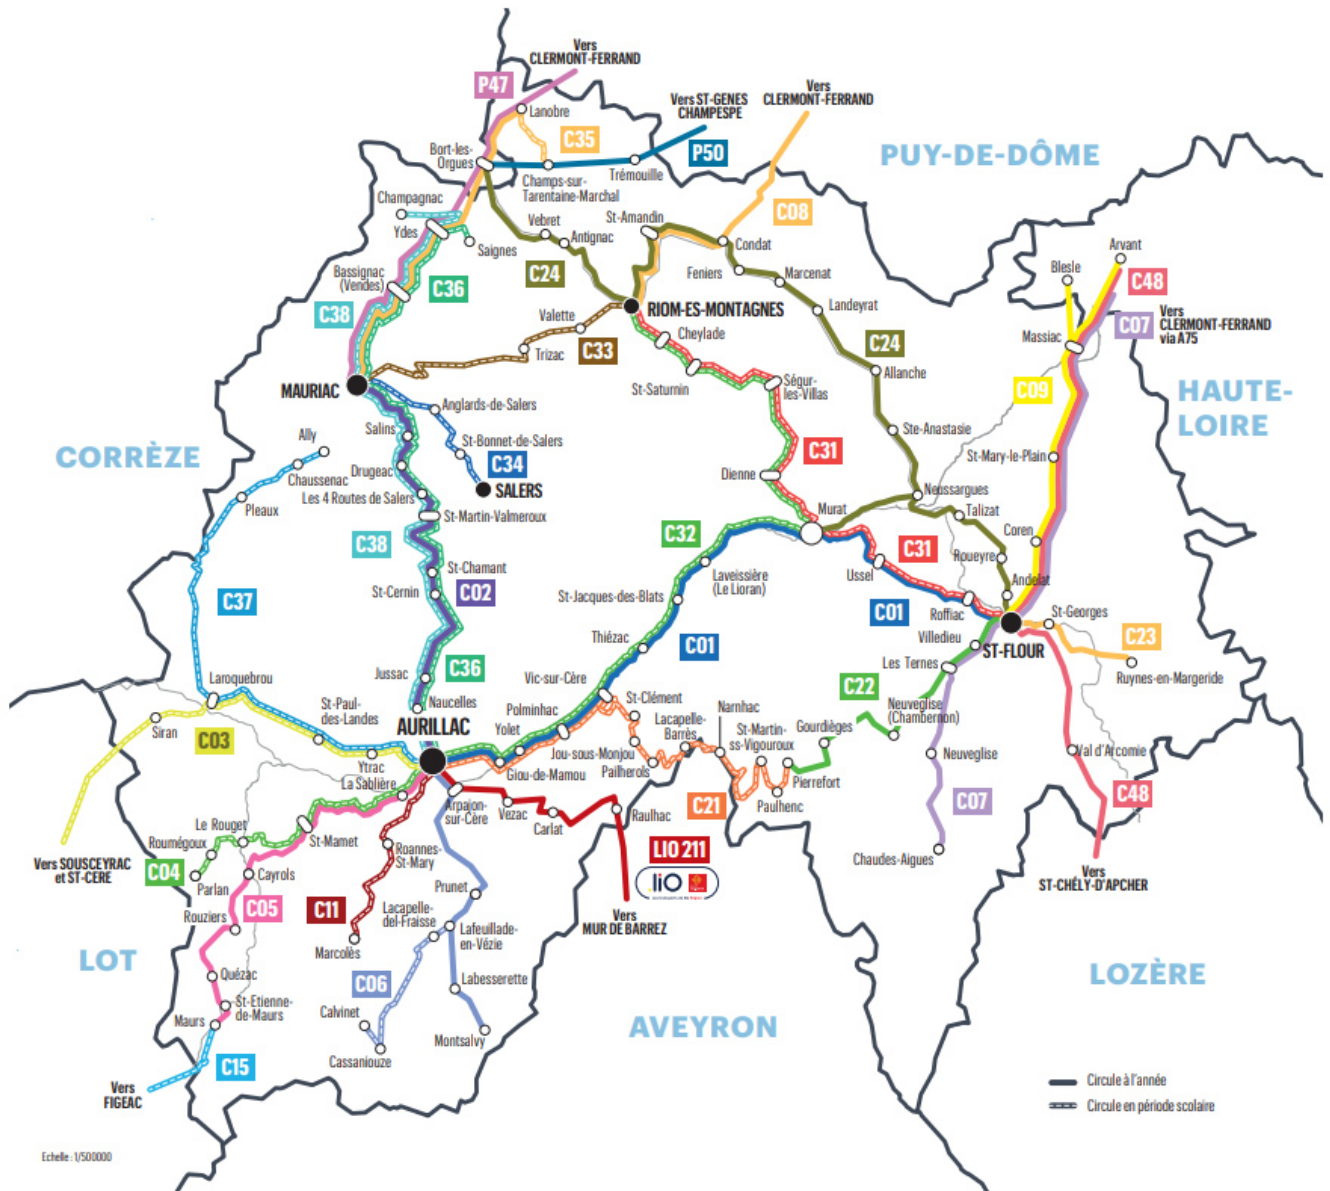 Vers
CLERMONT-FERRAND
P47
Lanobre
Vers ST-GENES
CHAMPESPE
Vers
CLERMONT-FERRAND
C35
P50
PUY-DE-DÔME
Bort-les-
Orgues
Champs-sur-
Tarentaine-Marchal
Trémouille
Champagnac
Ydes
Saignes
Vebret
Antignac
St-Amandin
C08
Condat
Feniers
Marcenat
Arvant
Blesle
C48
C07
Vers
CLERMONT-FERRAND
via A75
Bassignac
(Vendes)
C36
C38
C24
RIOM-ES-MONTAGNES
Landeyrat
Valette
Trizac
C33
Cheylade
St-Saturnin
Ségur-
les-Villas
C24
Allanche
Massiac
C09
HAUTE-
LOIRE
MAURIAC
Anglards-de-Salers
Salins
St-Bonnet-de-Salers
C34
SALERS
CORRÈZE
Ally
Chaussenac
Pleaux
Drugeac
Les 4 Routes de Salers
St-Martin-Valmeroux
Ste-Anastasie
C31
Dienne
St-Mary-le-Plain
Neussargues
Murat
Talizat
Coren
C38
St-Chamant
St-Cernin
C02
C32
C31
Roueyre
Ussel
Andelat
C37
Laveissière
(Le Lioran)
St-Jacques-des-Blats
Thiézac
C01
C01
Roffiac
Villedieu
St-Georges
C23
ST-FLOUR
Ruynes-en-Margeride
C36
Jussac
Naucelles
Laroquebrou
Vic-sur-Cère
Les Ternes
C22
Neuveglise
(Chambernon)
Siran
C03
St-Paul-
des-Landes
AURILLAC
Polminhac
Yolet
St-Clément
Narnhac
Lacapelle-
Barrès
St-Martin-
ss-Vigouroux
Gourdièges
Neuveglise
Val d'Arcomie
Ytrac
La Sablière
Giou-de-Mamou
Jou-sous-Monjou
Pailherols
Pierrefort
Paulhenc
C21
C07
C48
Arpajon-
sur-Cère
Vezac
Carlat
Raulhac
Le Rouget
Roumégoux
St-Mamet
Roannes-
St-Mary
LIO 211
liO
Chaudes-Aigues
Vers
ST-CHÉLY-D'APCHER
Vers SOUSCEYRAC
et ST-CERE
C04
Parlan
Cayrols
C05
Rouziers
C11
Prunet
Lacapelle-
del-Fraisse
Marcolès
Lafeuillade-
en-Vézie
Vers
MUR DE BARREZ
LOT
Quézac
St-Etienne-
de-Maurs
Maurs
C06
Labesserette
Calvinet
Cassaniouze
Montsalvy
LOZÈRE
AVEYRON
C15
Vers
FIGEAC
Circule à l'année
Circule en période scolaire
Echelle : 1/500000